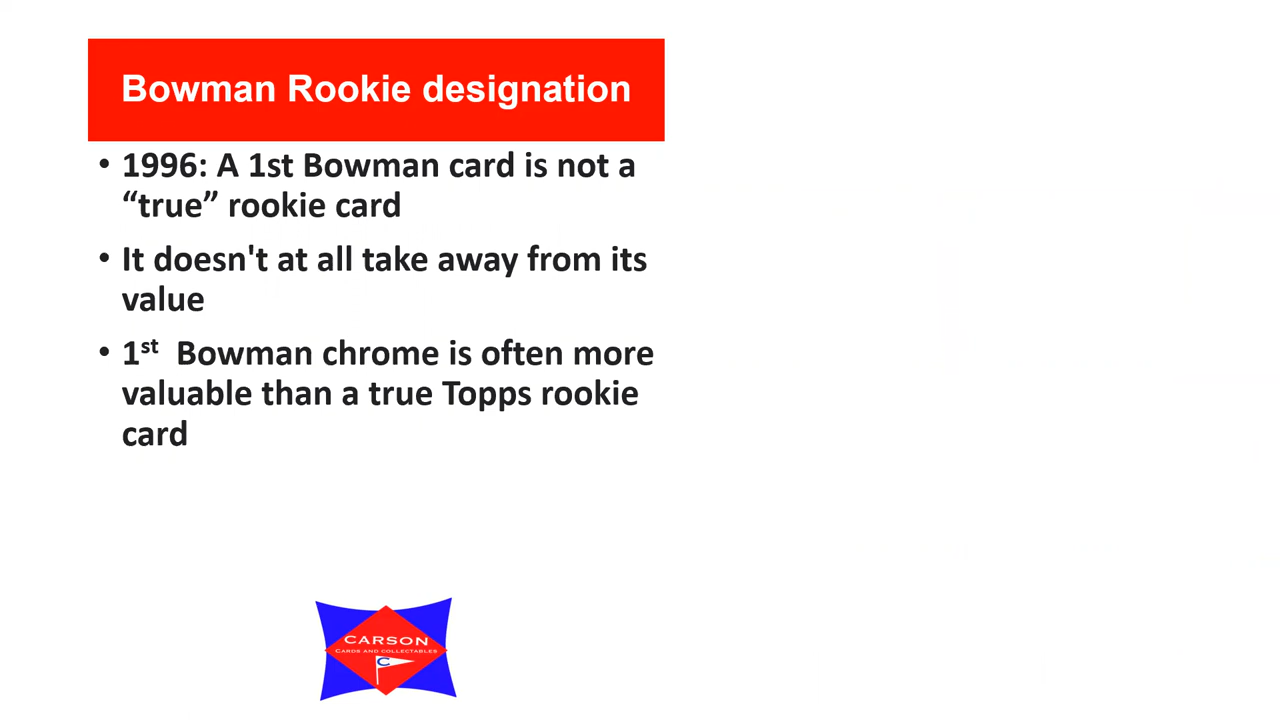 Bowman Rookie designation
• 1996: A 1st Bowman card is not a
“true” rookie card
• It doesn't at all take away from its
value
• 1st Bowman chrome is often more
valuable than a true Topps rookie
card
CARSON
CARDS AND COLLECTABLES
C